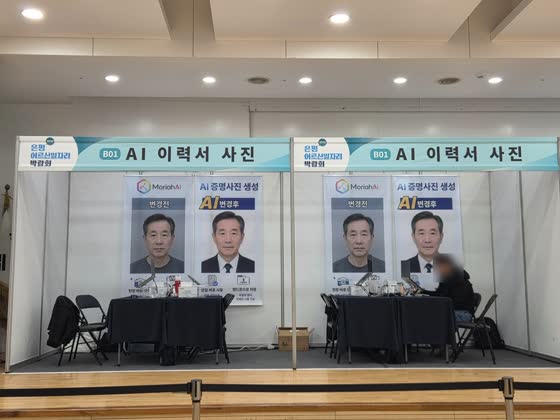 은평
어르신일자리
박람회
B01 AI 이력서 사진
은평
어르신일자리
박람회
B01 AI 이력서 사진
MoriahAi
변경전
AI 증명사진 생성
AI 변경후
MoriahAi
변경전
AI 증명사진 생성
AI 변경후